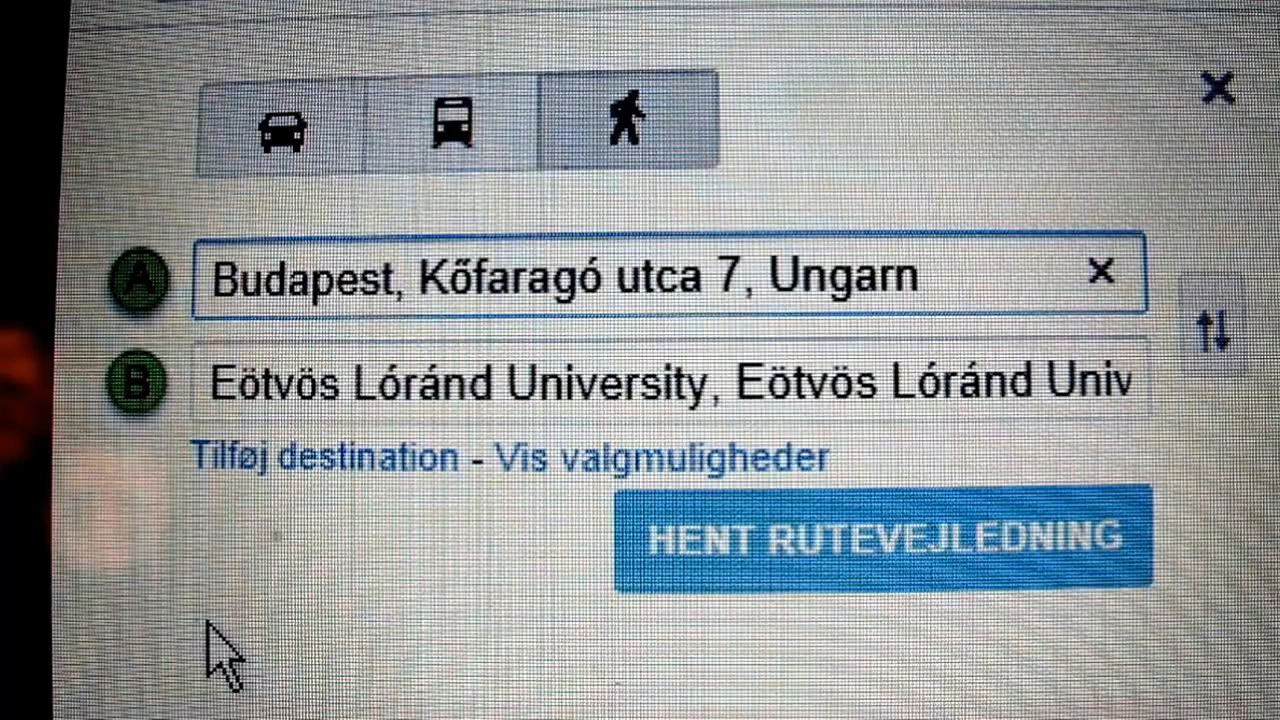 A Budapest, Kőfaragó utca 7, Ungarn
B Eötvös Lóránd University, Eötvös Lóránd Univ
Tilføj destination - Vis valgmuligheder
HENT RUTEVEJLEDNING